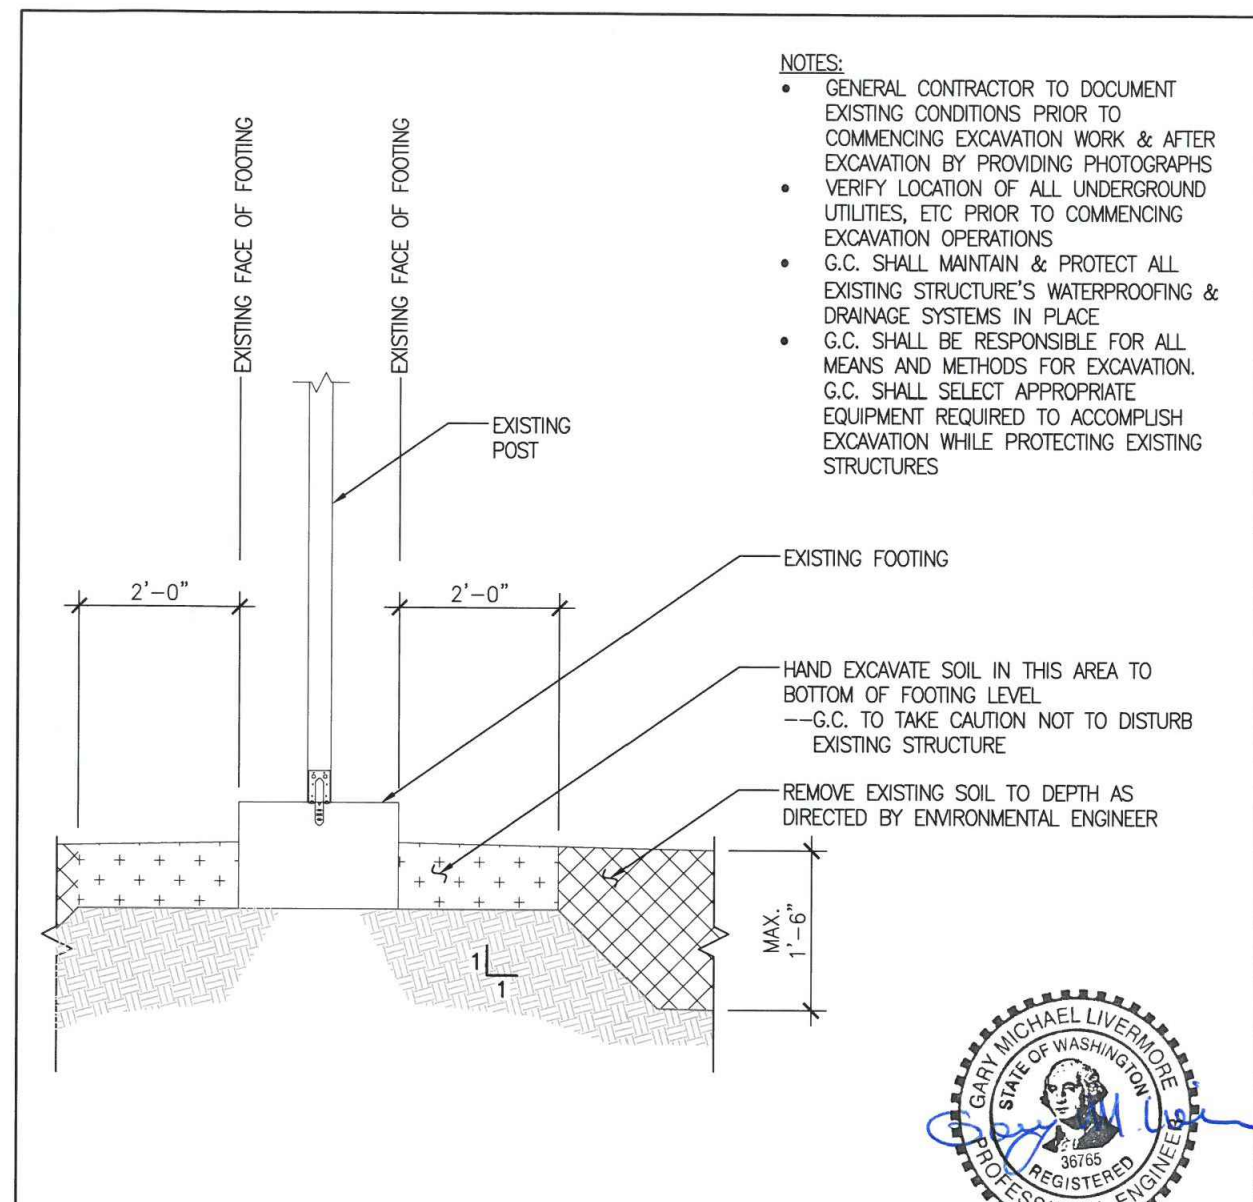 NOTES:
• GENERAL CONTRACTOR TO DOCUMENT
EXISTING CONDITIONS PRIOR TO
COMMENCING EXCAVATION WORK & AFTER
EXCAVATION BY PROVIDING PHOTOGRAPHS
• VERIFY LOCATION OF ALL UNDERGROUND
UTILITIES, ETC PRIOR TO COMMENCING
EXCAVATION OPERATIONS
• G.C. SHALL MAINTAIN & PROTECT ALL
EXISTING STRUCTURE'S WATERPROOFING &
DRAINAGE SYSTEMS IN PLACE
• G.C. SHALL BE RESPONSIBLE FOR ALL
MEANS AND METHODS FOR EXCAVATION.
G.C. SHALL SELECT APPROPRIATE
EQUIPMENT REQUIRED TO ACCOMPLISH
EXCAVATION WHILE PROTECTING EXISTING
STRUCTURES
EXISTING FACE OF FOOTING
EXISTING FACE OF FOOTING
EXISTING
POST
EXISTING FOOTING
2'-0"
2'-0"
HAND EXCAVATE SOIL IN THIS AREA TO
BOTTOM OF FOOTING LEVEL
--G.C. TO TAKE CAUTION NOT TO DISTURB
EXISTING STRUCTURE
REMOVE EXISTING SOIL TO DEPTH AS
DIRECTED BY ENVIRONMENTAL ENGINEER
MAX.
1'-6"
1
1
GARY MICHAEL LIVERMORE
STATE OF WASHINGTON
36765
REGISTERED
PROFESSIONAL ENGINEER